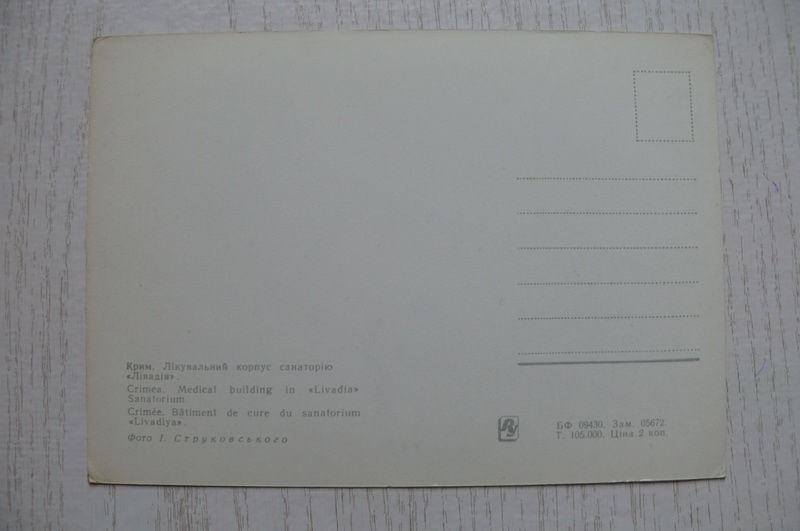 Крим. Лікувальний корпус санаторію
«Лівадія».
Crimea. Medical building in «Livadia»
Sanatorium
Crimée. Bâtiment de cure du sanatorium
«Livadiya».
Фото І. Струковського
БФ 09430. Зам. 05672.
Т. 105.000. Ціна 2 коп.